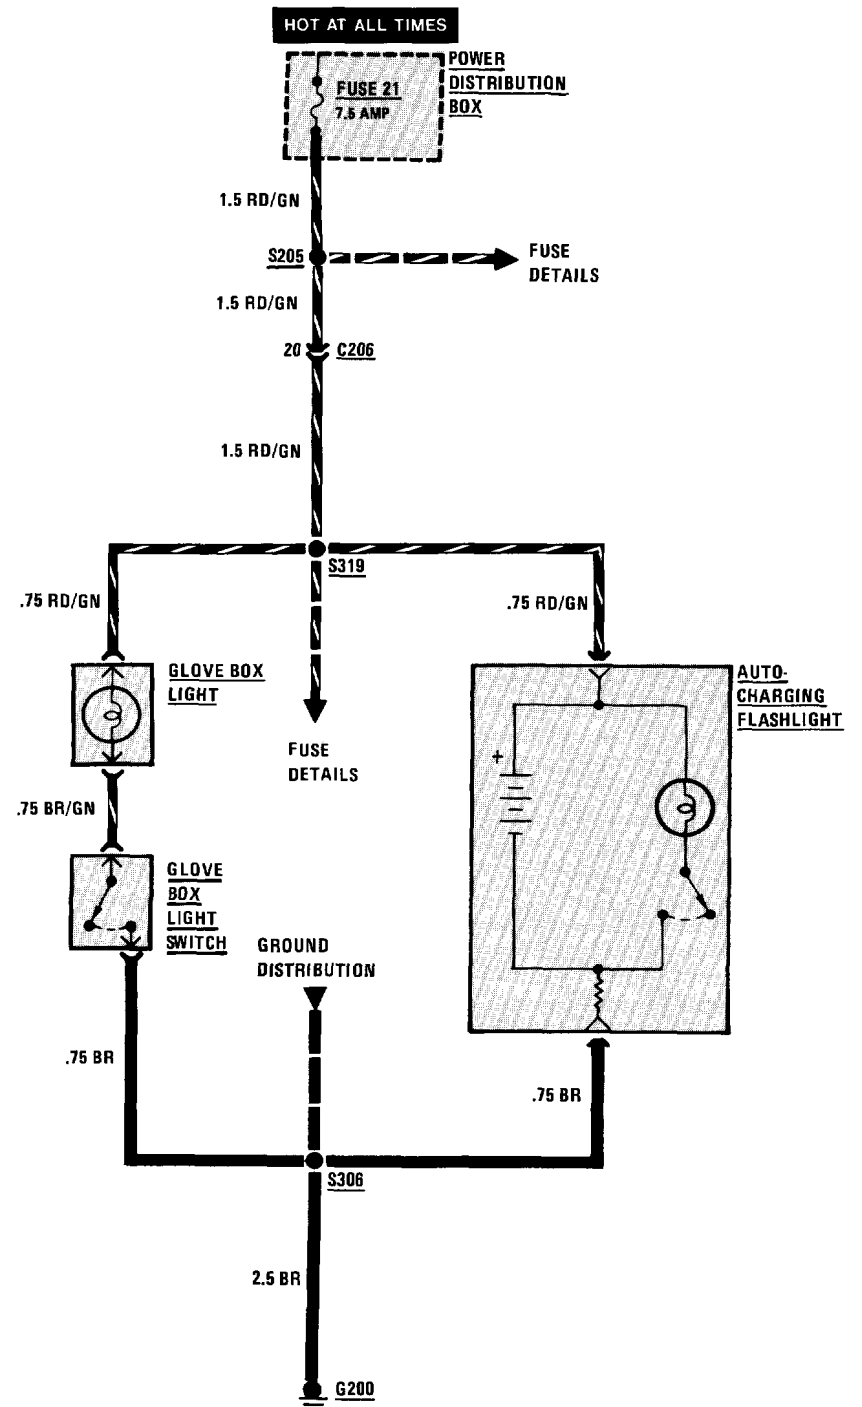 HOT AT ALL TIMES
POWER
DISTRIBUTION
BOX
FUSE 21
7.5 AMP
1.5 RD/GN
S205
FUSE
DETAILS
1.5 RD/GN
20
C206
1.5 RD/GN
S319
.75 RD/GN
.75 RD/GN
GLOVE BOX
LIGHT
AUTO-
CHARGING
FLASHLIGHT
FUSE
DETAILS
+
.75 BR/GN
GLOVE
BOX
LIGHT
SWITCH
GROUND
DISTRIBUTION
.75 BR
.75 BR
S306
2.5 BR
G200